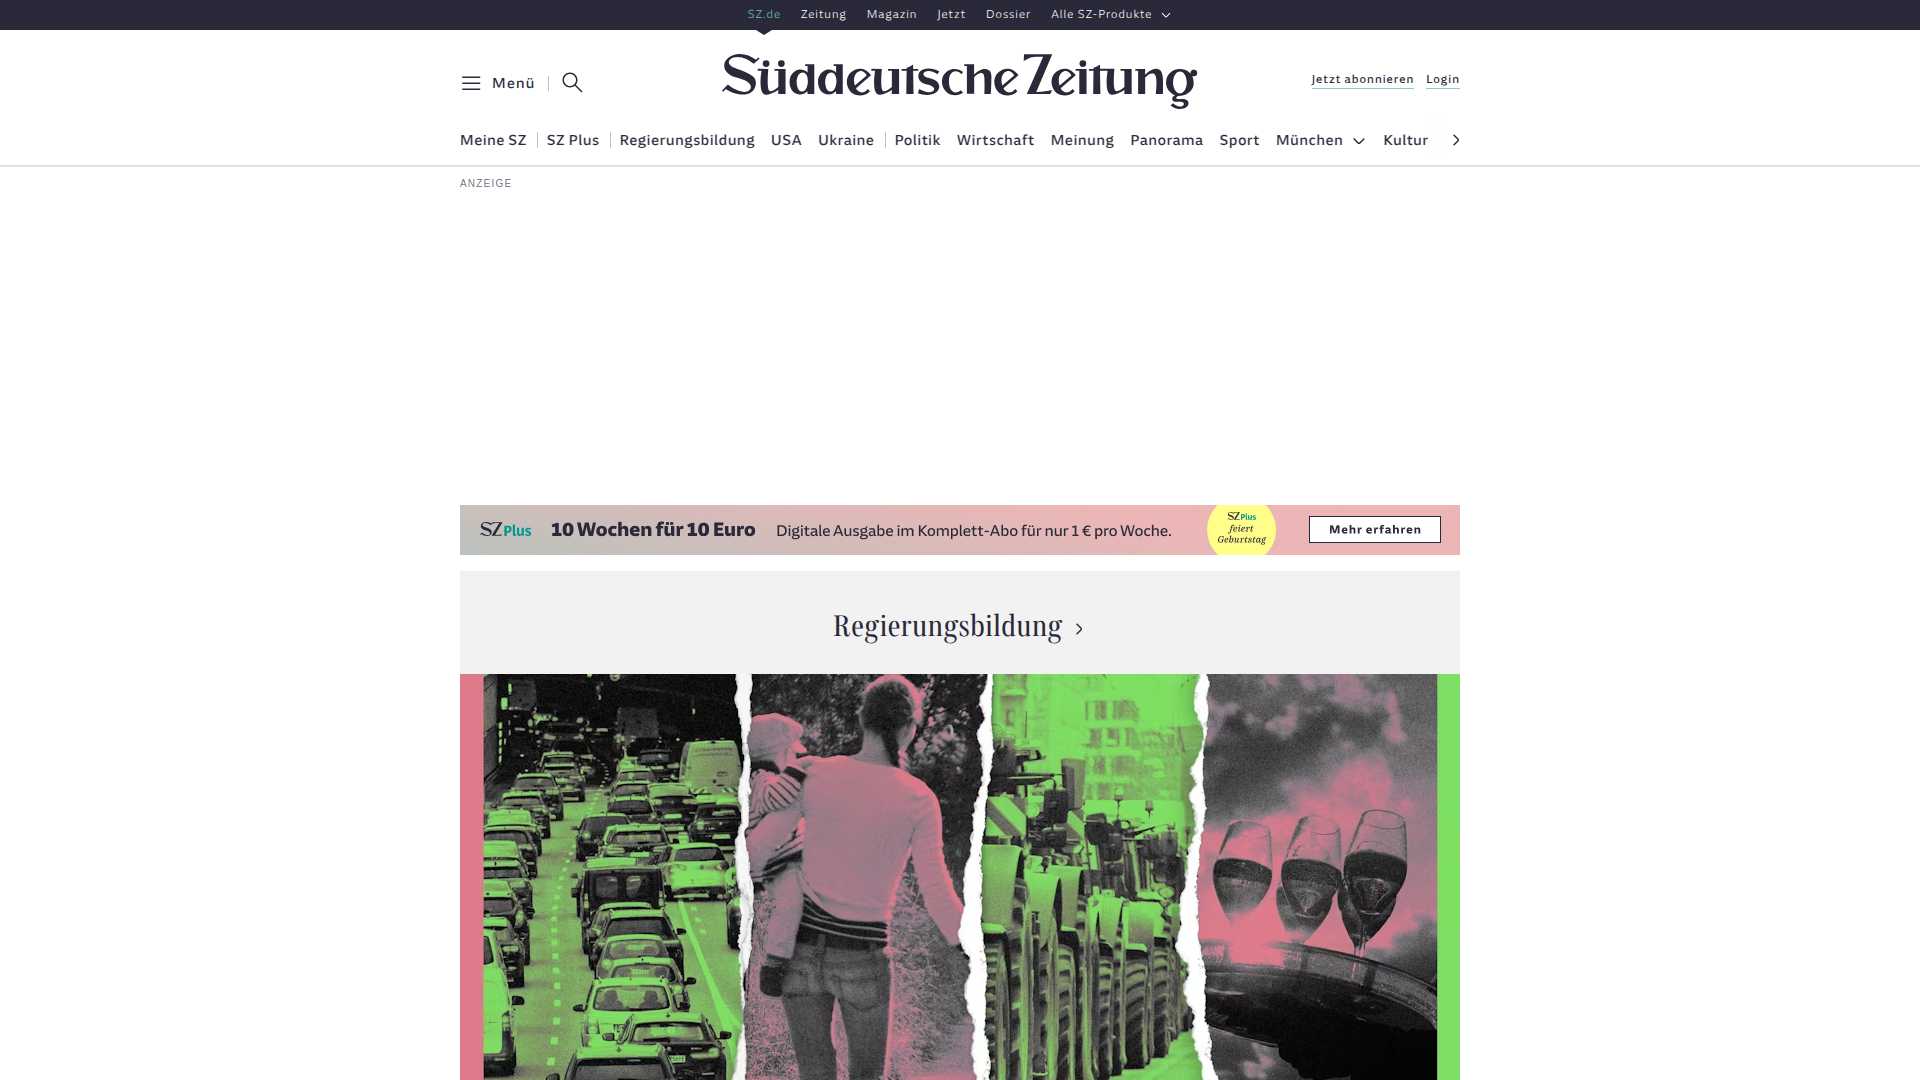 SZ.de Zeitung Magazin Jetzt Dossier Alle SZ-Produkte
Menü
Süddeutsche Zeitung
Jetzt abonnieren Login
Meine SZ SZ Plus Regierungsbildung USA Ukraine Politik Wirtschaft Meinung Panorama Sport München Kultur
ANZEIGE
SZ Plus 10 Wochen für 10 Euro Digitale Ausgabe im Komplett-Abo für nur 1 € pro Woche.
SZ Plus
feiert
Geburtstag
Mehr erfahren
Regierungsbildung